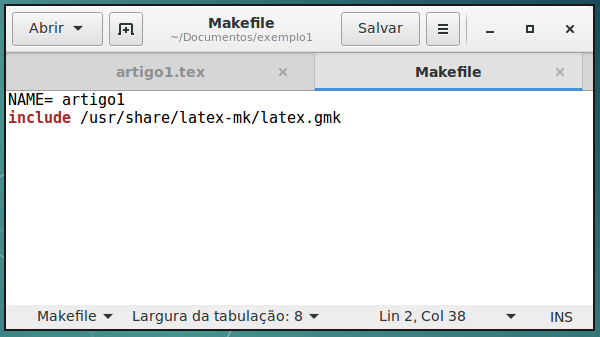 Abrir
Makefile
~/Documentos/exemplo1
Salvar
artigo1.tex
Makefile
NAME= artigo1
include /usr/share/latex-mk/latex.gmk
Makefile Largura da tabulação: 8 Lin 2, Col 38 INS